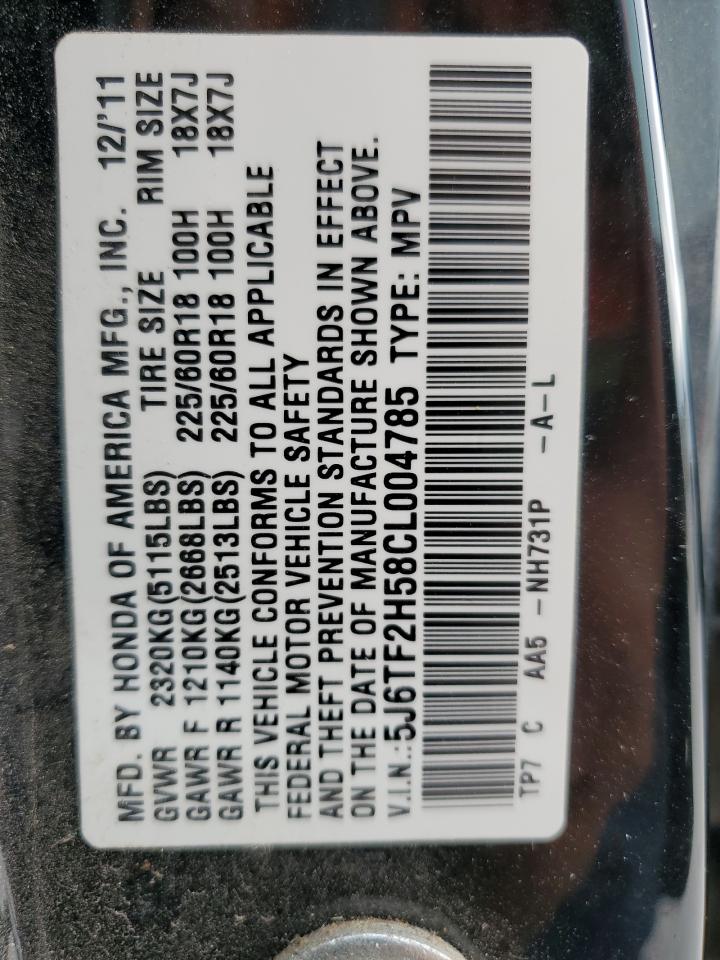 MFD. BY HONDA OF AMERICA MFG., INC. 12/'11
GVWR 2320KG(5115LBS) TIRE SIZE RIM SIZE
GAWR F 1210KG(2668LBS) 225/60R18 100H 18X7J
GAWR R 1140KG(2513LBS) 225/60R18 100H 18X7J
THIS VEHICLE CONFORMS TO ALL APPLICABLE
FEDERAL MOTOR VEHICLE SAFETY
AND THEFT PREVENTION STANDARDS IN EFFECT
ON THE DATE OF MANUFACTURE SHOWN ABOVE.
V.I.N.:5J6TF2H58CL004785 TYPE: MPV
TP7 C AA5 -NH731P -A-L